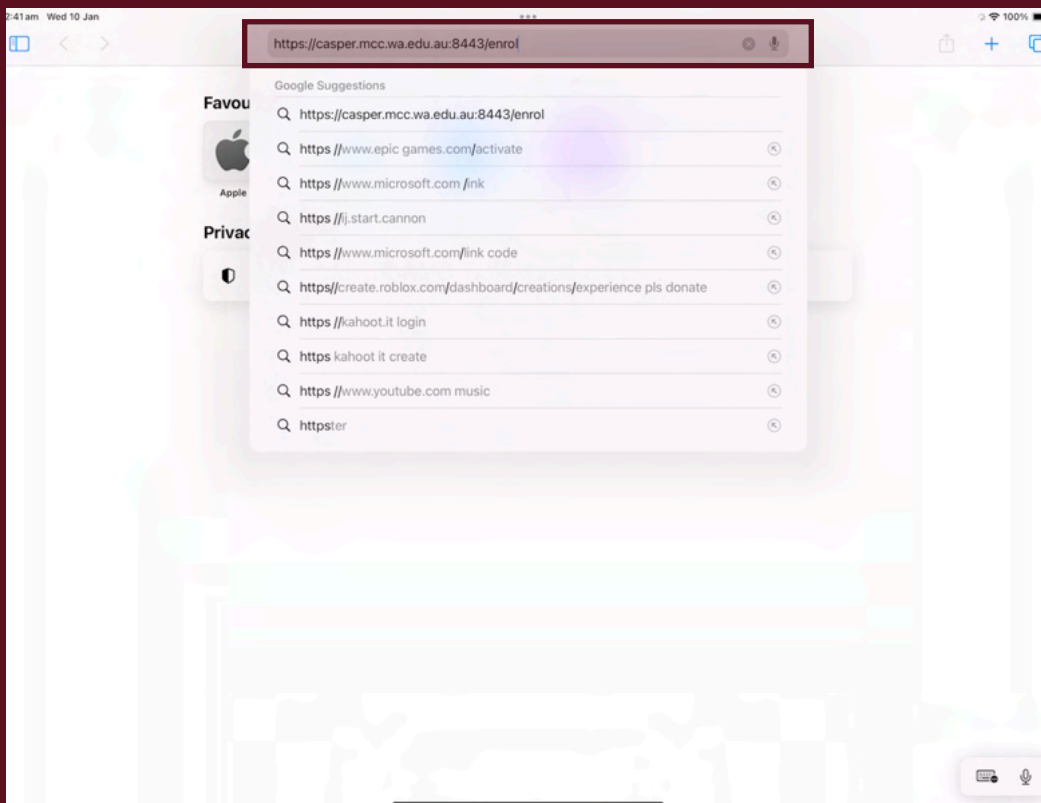 2:41 am Wed 10 Jan
100%
https://casper.mcc.wa.edu.au:8443/enrol
Google Suggestions
Favou
https://casper.mcc.wa.edu.au:8443/enrol
https //www.epic games.com/activate
https://www.microsoft.com /ink
Apple
https //ij.start.cannon
Privac
https //www.microsoft.com/link code
https//create.roblox.com/dashboard/creations/experience pls donate
https //kahoot.it login
https kahoot it create
https //www.youtube.com music
httpster